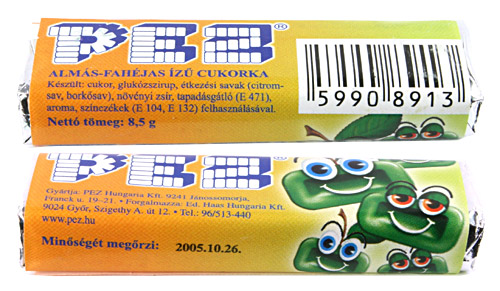 PEZ®
ALMÁS-FAHÉJAS ÍZŰ CUKORKA
Készült: cukor, glukózszirup, étkezési savak (citrom-
sav, borkősav), növényi zsír, tapadásgátló (E 471),
aroma, színezékek (E 104, E 132) felhasználásával.
Nettó tömeg: 8,5 g
5990 8913
PEZ
Gyártja: PEZ Hungaria Kft. 9241 Jánossomorja,
Pranck u. 19–21. • Forgalmazza: Ed. Haas Hungaria Kft.
9024 Győr, Szigethy A. út 12. • Tel.: 96/513-440
www.pez.hu
Minőségét megőrzi: 2005.10.26.